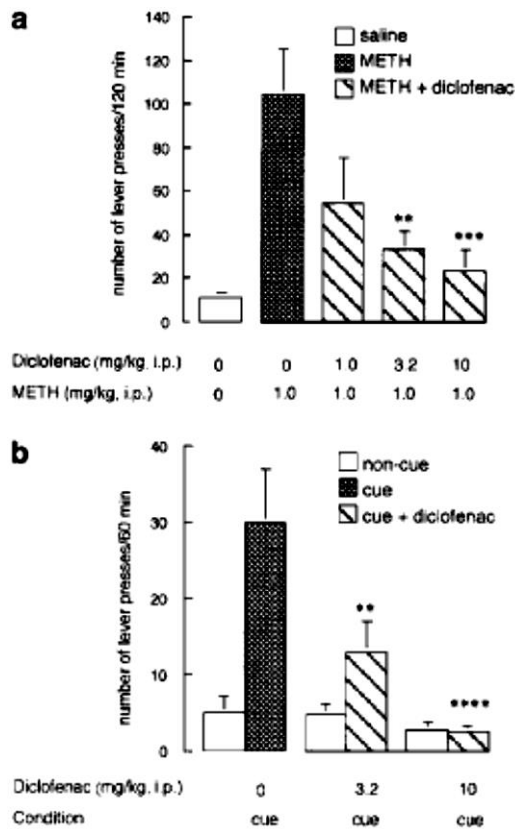 a
140
120
100
80
60
40
20
0
number of lever presses/120 min
saline
METH
METH + diclofenac
**
***
Diclofenac (mg/kg, i.p.) 0 0 1.0 3.2 10
METH (mg/kg, i.p.) 0 1.0 1.0 1.0 1.0
b
40
30
20
10
0
number of lever presses/60 min
non-cue
cue
cue + diclofenac
**
****
Diclofenac (mg/kg, i.p.) 0 3.2 10
Condition cue cue cue